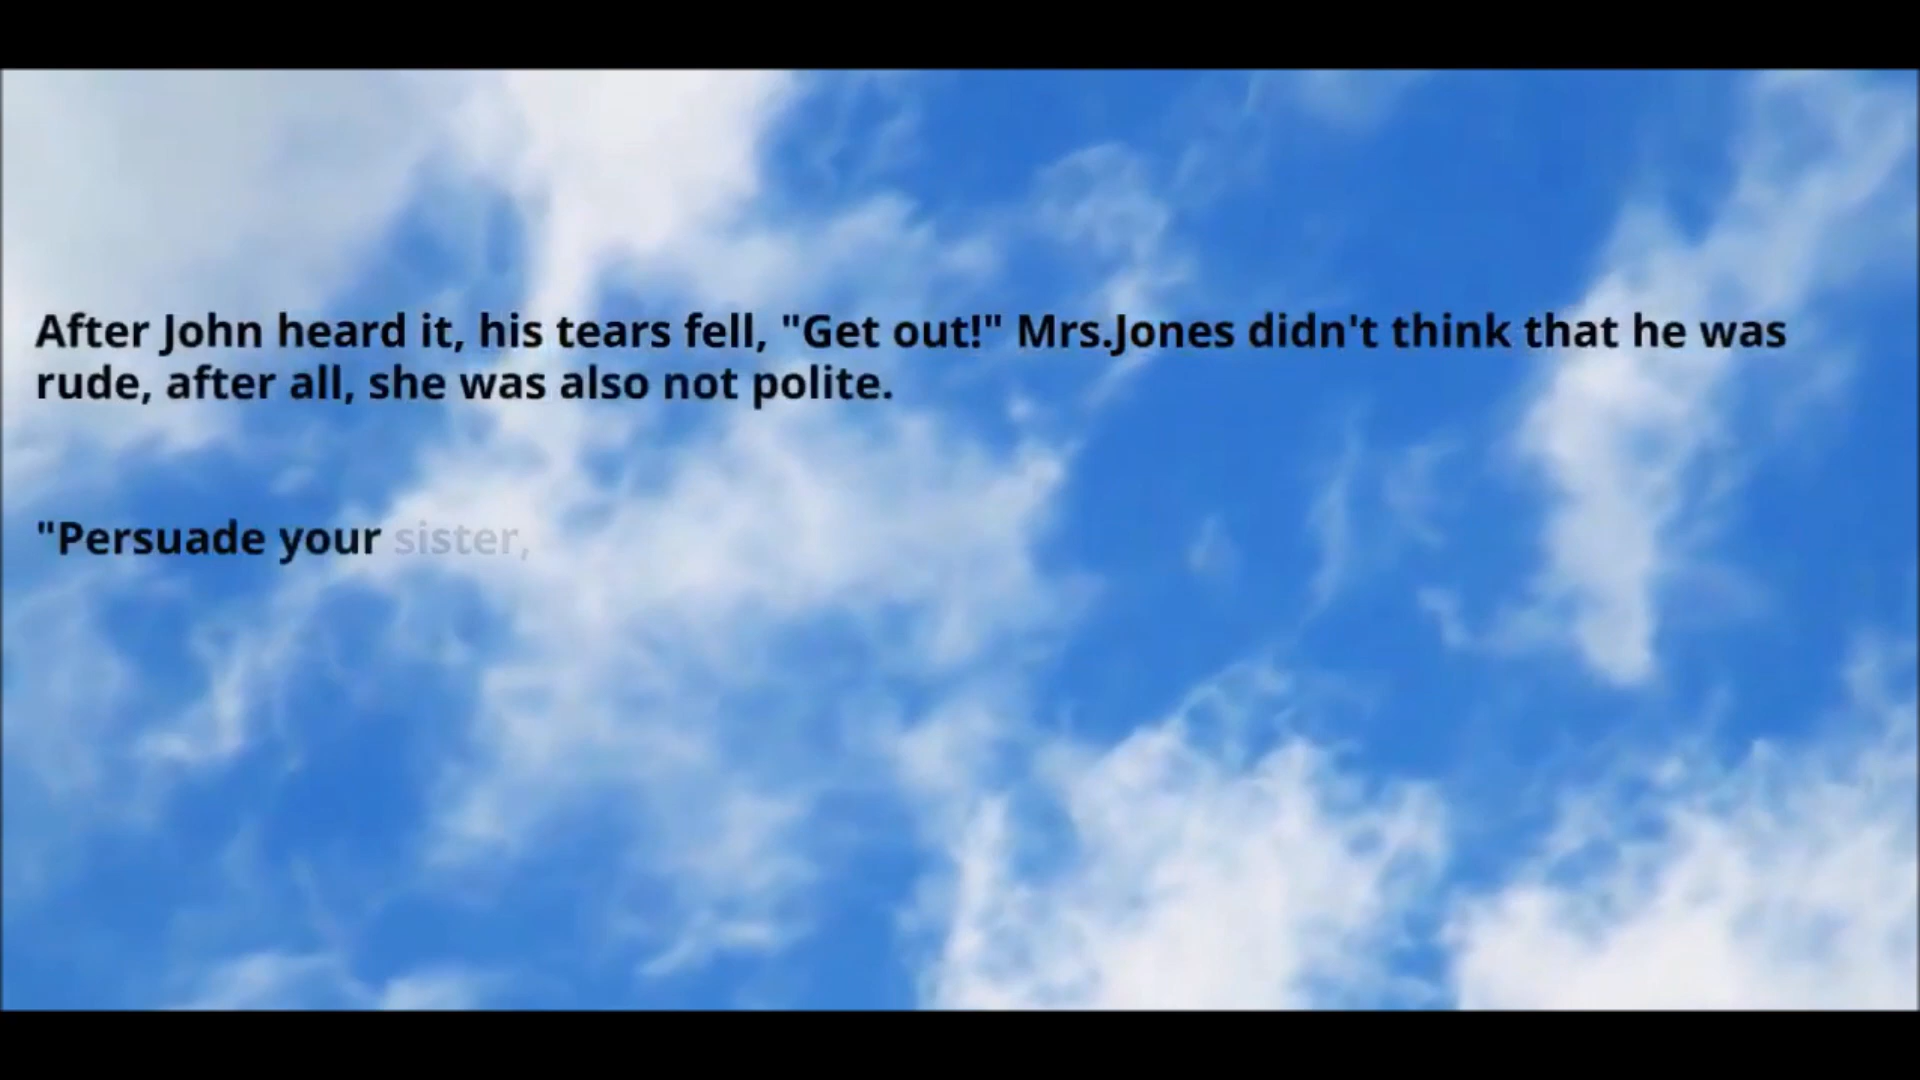 After John heard it, his tears fell, "Get out!" Mrs.Jones didn't think that he was
rude, after all, she was also not polite.
"Persuade your sister,